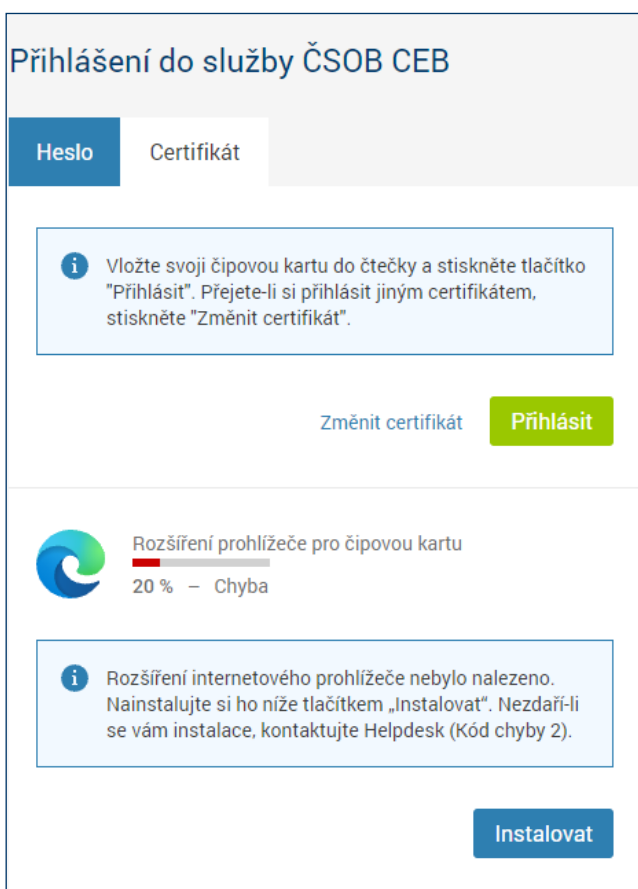 Přihlášení do služby ČSOB CEB
Heslo
Certifikát
Vložte svoji čipovou kartu do čtečky a stiskněte tlačítko
"Přihlásit". Přejete-li si přihlásit jiným certifikátem,
stiskněte "Změnit certifikát".
Změnit certifikát
Přihlásit
Rozšíření prohlížeče pro čipovou kartu
20 % – Chyba
Rozšíření internetového prohlížeče nebylo nalezeno.
Nainstalujte si ho níže tlačítkem „Instalovat“. Nezdaří-li
se vám instalace, kontaktujte Helpdesk (Kód chyby 2).
Instalovat